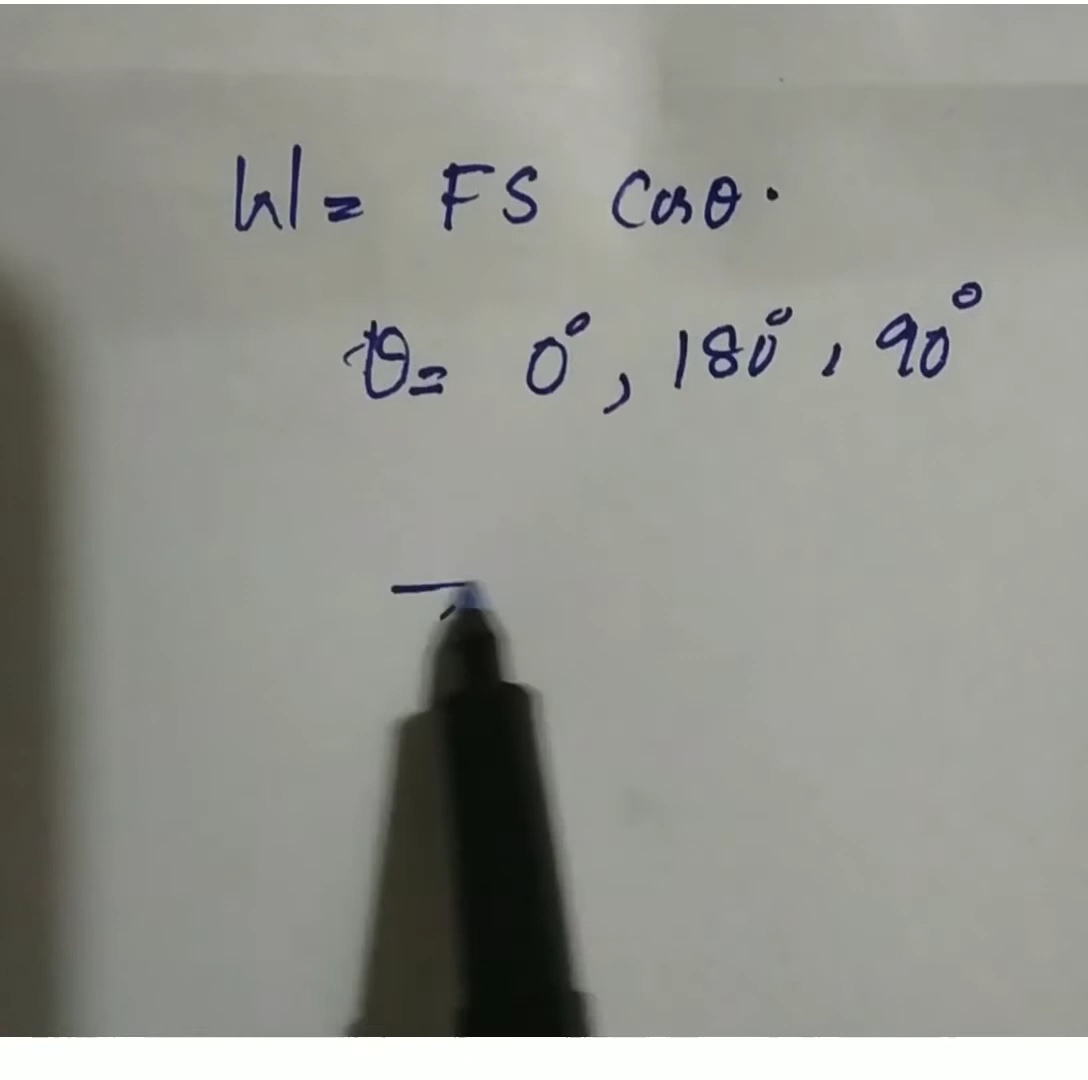 W = FS Cosθ.
θ = 0°, 180°, 90°